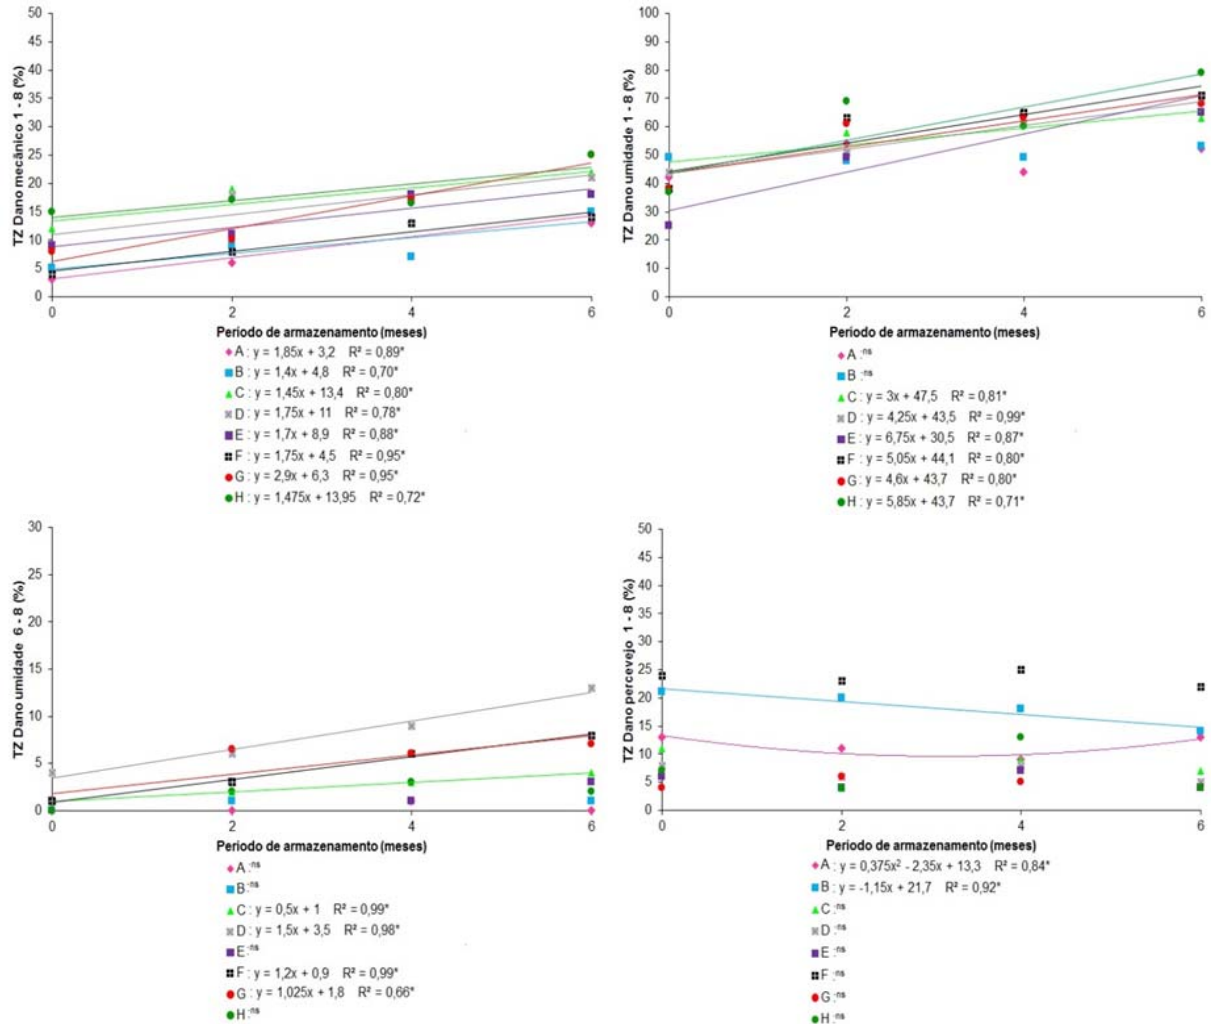 TZ Dano mecânico 1 - 8 (%)
50
45
40
35
30
25
20
15
10
5
0
0 2 4 6
Período de armazenamento (meses)
A : y = 1,85x + 3,2 R² = 0,89*
B : y = 1,4x + 4,8 R² = 0,70*
C : y = 1,45x + 13,4 R² = 0,80*
D : y = 1,75x + 11 R² = 0,78*
E : y = 1,7x + 8,9 R² = 0,88*
F : y = 1,75x + 4,5 R² = 0,95*
G : y = 2,9x + 6,3 R² = 0,95*
H : y = 1,475x + 13,95 R² = 0,72*
TZ Dano umidade 1 - 8 (%)
100
90
80
70
60
50
40
30
20
10
0
0 2 4 6
Período de armazenamento (meses)
A :ns
B :ns
C : y = 3x + 47,5 R² = 0,81*
D : y = 4,25x + 43,5 R² = 0,99*
E : y = 6,75x + 30,5 R² = 0,87*
F : y = 5,05x + 44,1 R² = 0,80*
G : y = 4,6x + 43,7 R² = 0,80*
H : y = 5,85x + 43,7 R² = 0,71*
TZ Dano umidade 6 - 8 (%)
30
25
20
15
10
5
0
0 2 4 6
Período de armazenamento (meses)
A :ns
B :ns
C : y = 0,5x + 1 R² = 0,99*
D : y = 1,5x + 3,5 R² = 0,98*
E :ns
F : y = 1,2x + 0,9 R² = 0,99*
G : y = 1,025x + 1,8 R² = 0,66*
H :ns
TZ Dano percevejo 1 - 8 (%)
50
45
40
35
30
25
20
15
10
5
0
0 2 4 6
Período de armazenamento (meses)
A : y = 0,375x² - 2,35x + 13,3 R² = 0,84*
B : y = -1,15x + 21,7 R² = 0,92*
C :ns
D :ns
E :ns
F :ns
G :ns
H :ns